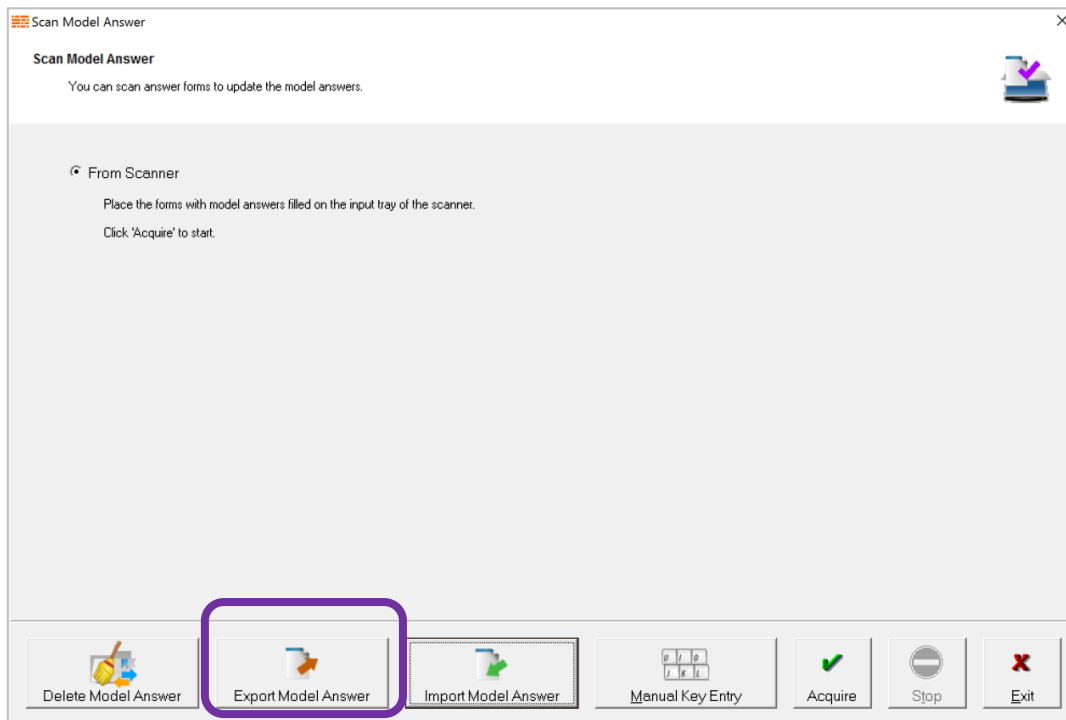 Scan Model Answer
Scan Model Answer
You can scan answer forms to update the model answers.
From Scanner
Place the forms with model answers filled on the input tray of the scanner.
Click 'Acquire' to start.
U I O
J K L
Delete Model Answer
Export Model Answer
Import Model Answer
Manual Key Entry
Acquire
Stop
Exit